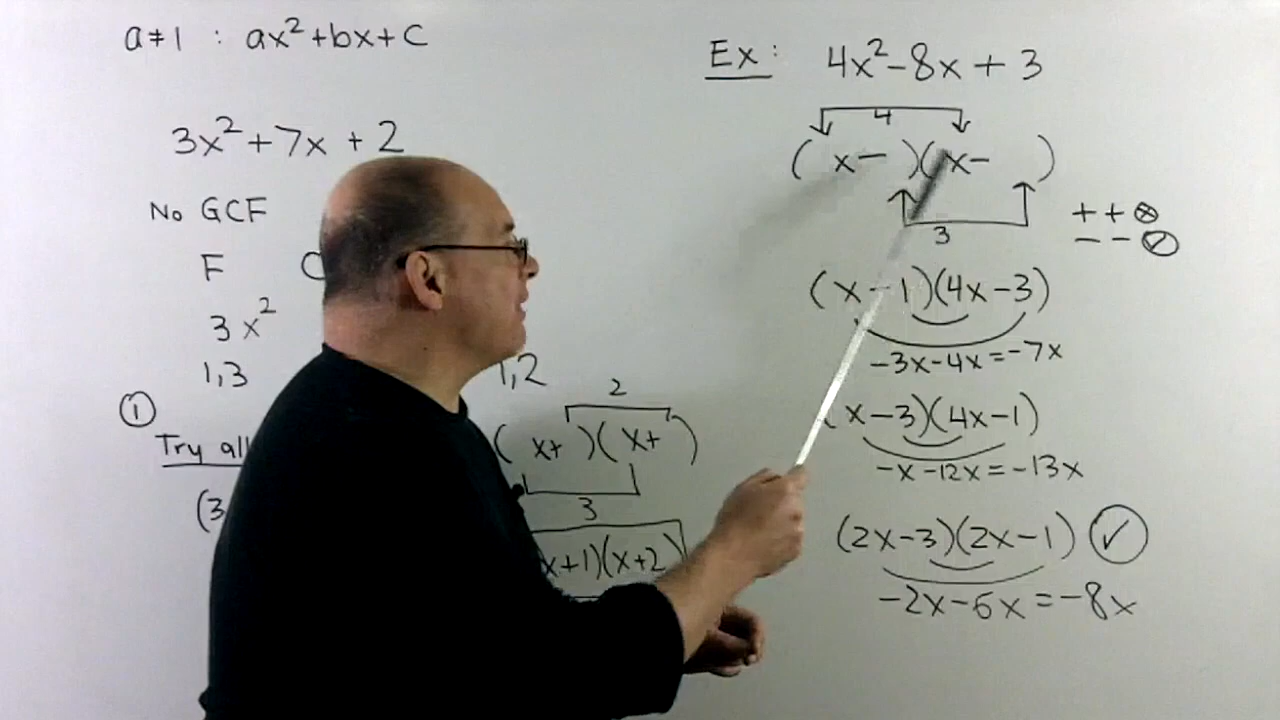 a≠1 : ax²+bx+c
3x²+7x+2
No GCF
F
3x²
1,3
1,2
①
Try all
2
( x+ )( x+ )
3
(3
x+1)(x+2)
Ex: 4x²-8x+3
4
( x- )( x- )
3
+ + ⊗
- - ✓
(x-1)(4x-3)
-3x-4x=-7x
(x-3)(4x-1)
-x-12x=-13x
(2x-3)(2x-1) ✓
-2x-6x=-8x